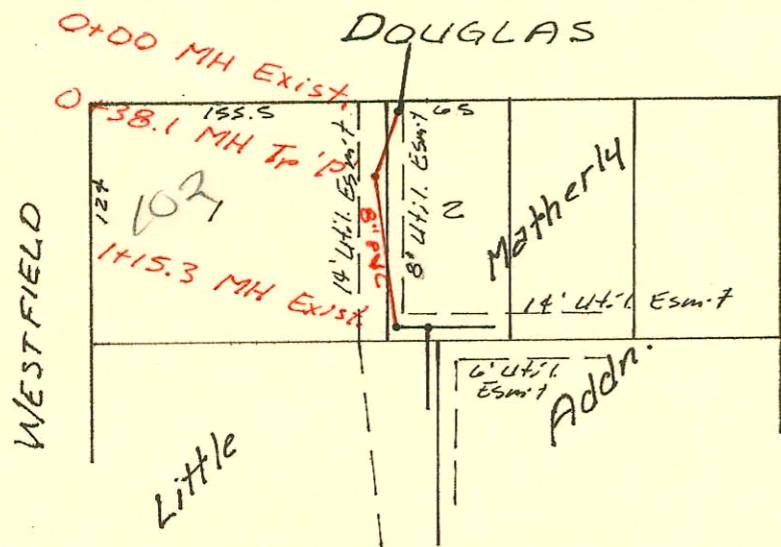 DOUGLAS
0+00 MH Exist.
0+38.1 MH Tr'p
155.5
65
124
WESTFIELD
14' Util. Esm't.
8" PVC
8' Util. Esm't
2
Matherly
1+15.3 MH Exist.
14' Util. Esm't
6' Util.
Esm't
Addn.
Little